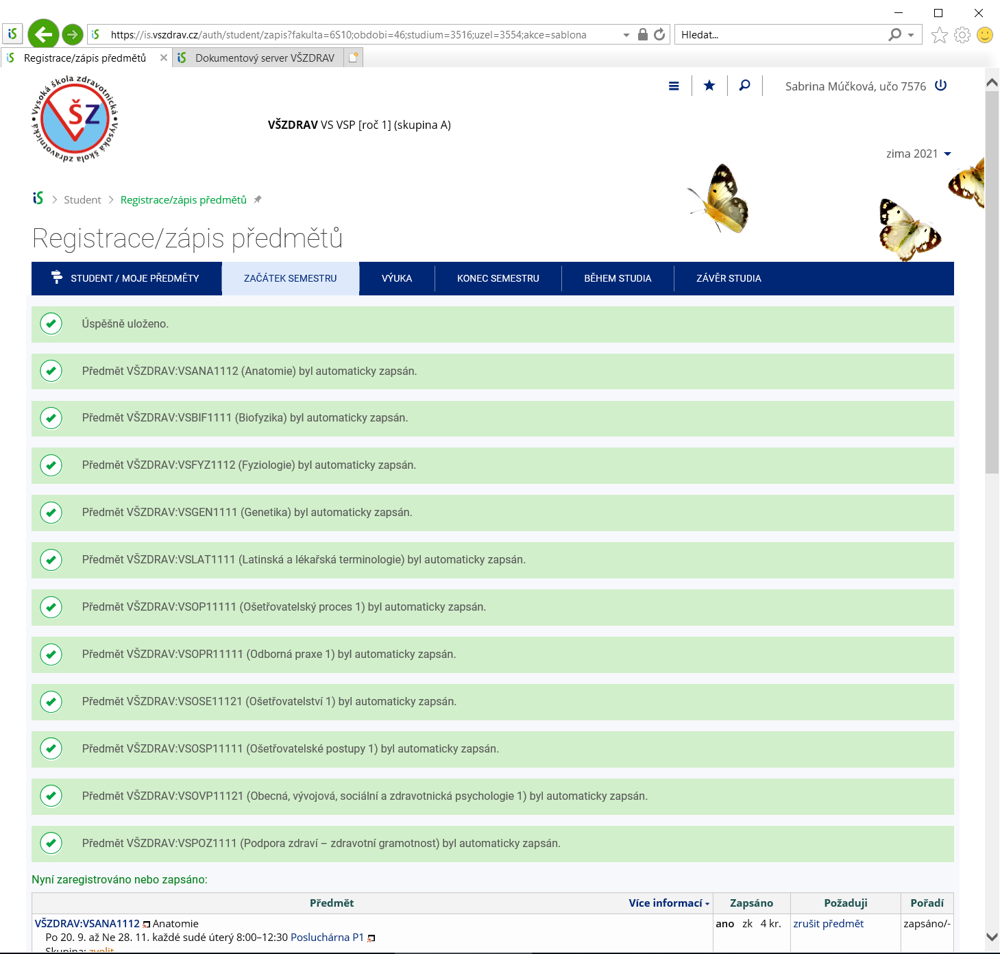 https://is.vszdrav.cz/auth/student/zapis?fakulta=6S10;obdobi=46;studium=3516;uzel=3554;akce=sablona
Hledat...
Registrace/zápis předmětů
Dokumentový server VŠZDRAV
Vysoká škola zdravotnická • Vysoká škola zdravotnická •
VŠZ
Sabrina Múčková, učo 7576
VŠZDRAV VS VSP [roč 1] (skupina A)
zima 2021
Student
Registrace/zápis předmětů
Registrace/zápis předmětů
STUDENT / MOJE PŘEDMĚTY ZAČÁTEK SEMESTRU VÝUKA KONEC SEMESTRU BĚHEM STUDIA ZÁVĚR STUDIA
Úspěšně uloženo.
Předmět VŠZDRAV:VSANA1112 (Anatomie) byl automaticky zapsán.
Předmět VŠZDRAV:VSBIF1111 (Biofyzika) byl automaticky zapsán.
Předmět VŠZDRAV:VSFYZ1112 (Fyziologie) byl automaticky zapsán.
Předmět VŠZDRAV:VSGEN1111 (Genetika) byl automaticky zapsán.
Předmět VŠZDRAV:VSLAT1111 (Latinská a lékařská terminologie) byl automaticky zapsán.
Předmět VŠZDRAV:VSOP11111 (Ošetřovatelský proces 1) byl automaticky zapsán.
Předmět VŠZDRAV:VSOPR11111 (Odborná praxe 1) byl automaticky zapsán.
Předmět VŠZDRAV:VSOSE11121 (Ošetřovatelství 1) byl automaticky zapsán.
Předmět VŠZDRAV:VSOSP11111 (Ošetřovatelské postupy 1) byl automaticky zapsán.
Předmět VŠZDRAV:VSOVP11121 (Obecná, vývojová, sociální a zdravotnická psychologie 1) byl automaticky zapsán.
Předmět VŠZDRAV:VSPOZ1111 (Podpora zdraví – zdravotní gramotnost) byl automaticky zapsán.
Nyní zaregistrováno nebo zapsáno:
Předmět Více informací Zapsáno Požaduji Pořadí
VŠZDRAV:VSANA1112 Anatomie ano zk 4 kr. zrušit předmět zapsáno/-
Po 20. 9. až Ne 28. 11. každé sudé úterý 8:00–12:30 Posluchárna P1
Skupina: zvolit